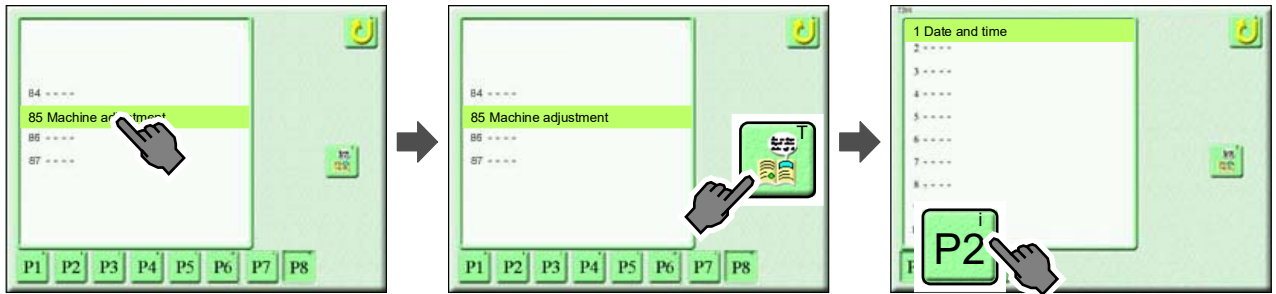 84 ----
85 Machine adjustment
86 ----
87 ----
P1 P2 P3 P4 P5 P6 P7 P8
84 ----
85 Machine adjustment
86 ----
87 ----
T
P1 P2 P3 P4 P5 P6 P7 P8
1 Date and time
2 ----
3 ----
4 ----
5 ----
6 ----
7 ----
8 ----
i
P2